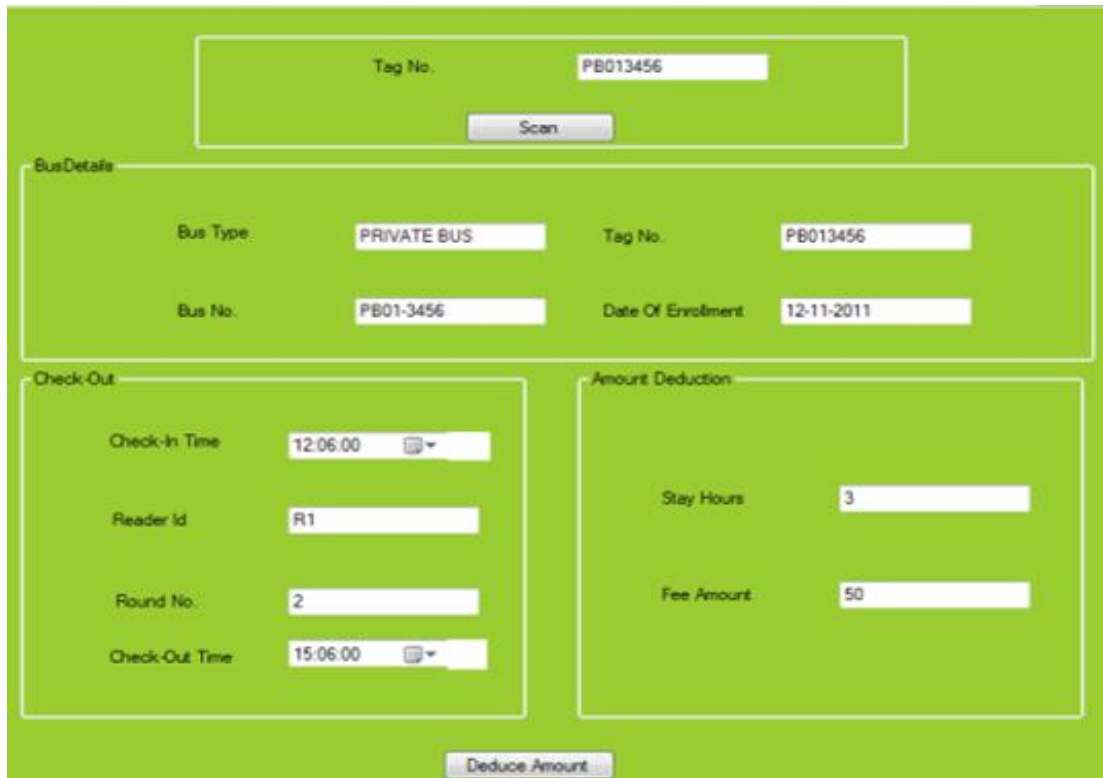 Tag No. PB013456
Scan
BusDetails
Bus Type PRIVATE BUS Tag No. PB013456
Bus No. PB01-3456 Date Of Enrollment 12-11-2011
Check-Out
Check-In Time 12:06:00
Reader Id R1
Round No. 2
Check-Out Time 15:06:00
Amount Deduction
Stay Hours 3
Fee Amount 50
Deduce Amount